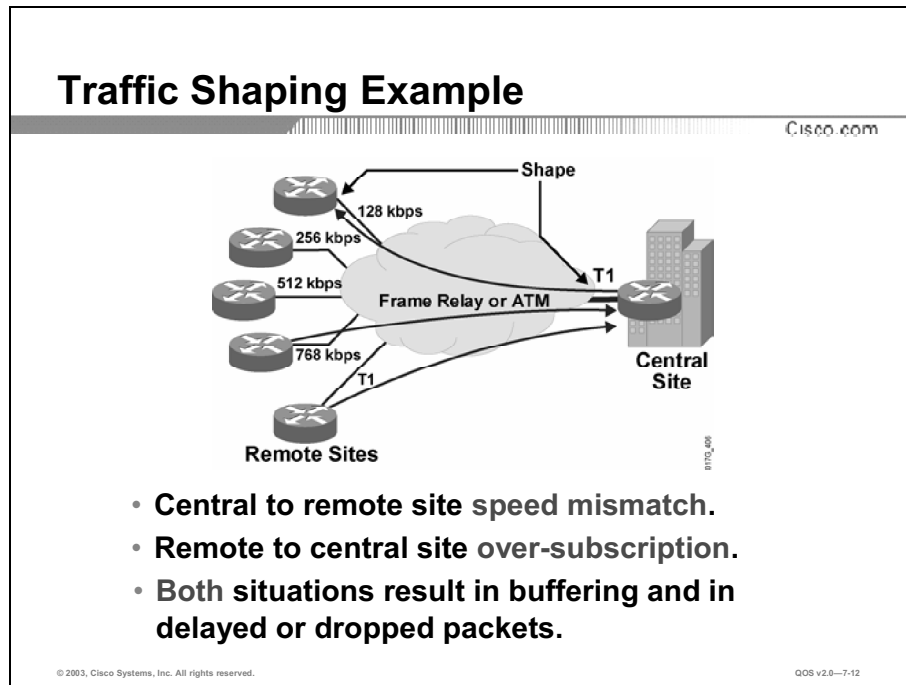 Traffic Shaping Example
Cisco.com
Shape
128 kbps
256 kbps
T1
512 kbps
Frame Relay or ATM
768 kbps
Central
Site
T1
Remote Sites
017G_406
• Central to remote site speed mismatch.
• Remote to central site over-subscription.
• Both situations result in buffering and in
delayed or dropped packets.
© 2003, Cisco Systems, Inc. All rights reserved.
QOS v2.0—7-12